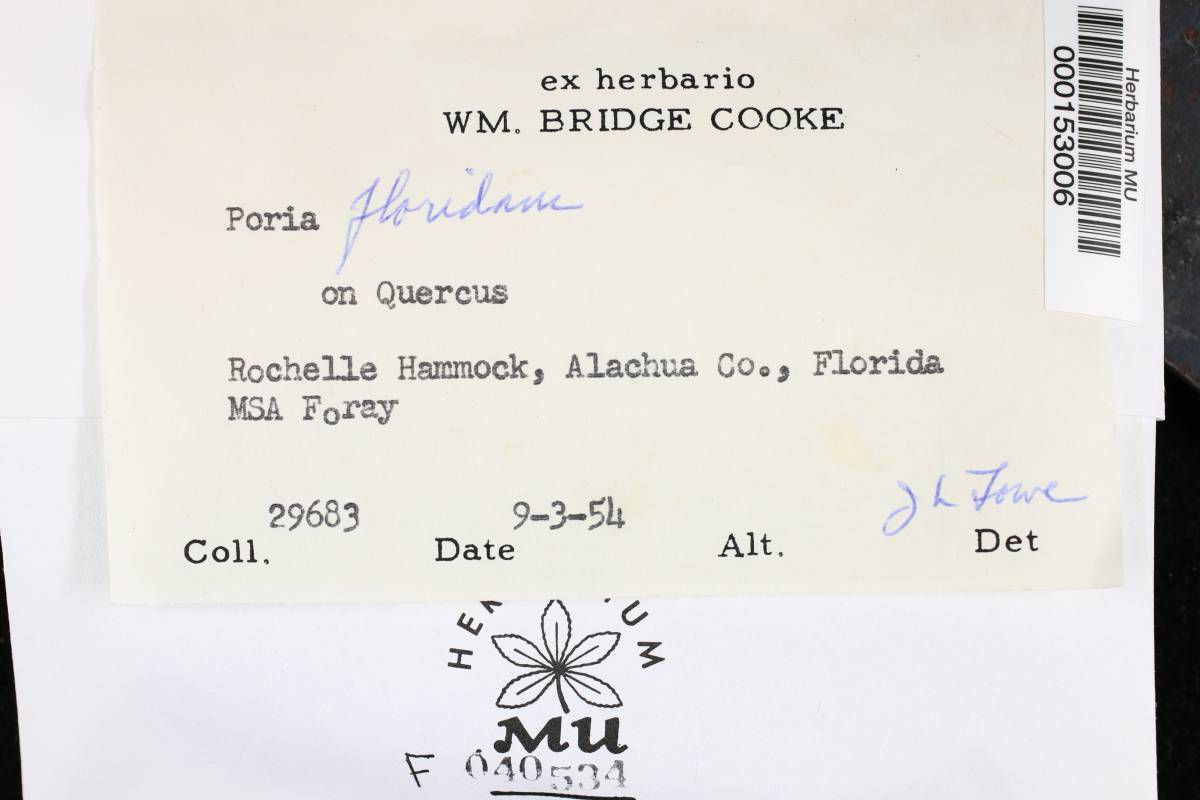 ex herbario
WM. BRIDGE COOKE
Poria floridana
on Quercus
Rochelle Hammock, Alachua Co., Florida
MSA Foray
29683 9-3-54 J L Lowe
Coll. Date Alt. Det
Herbarium MU
000153006
MU
F 040534